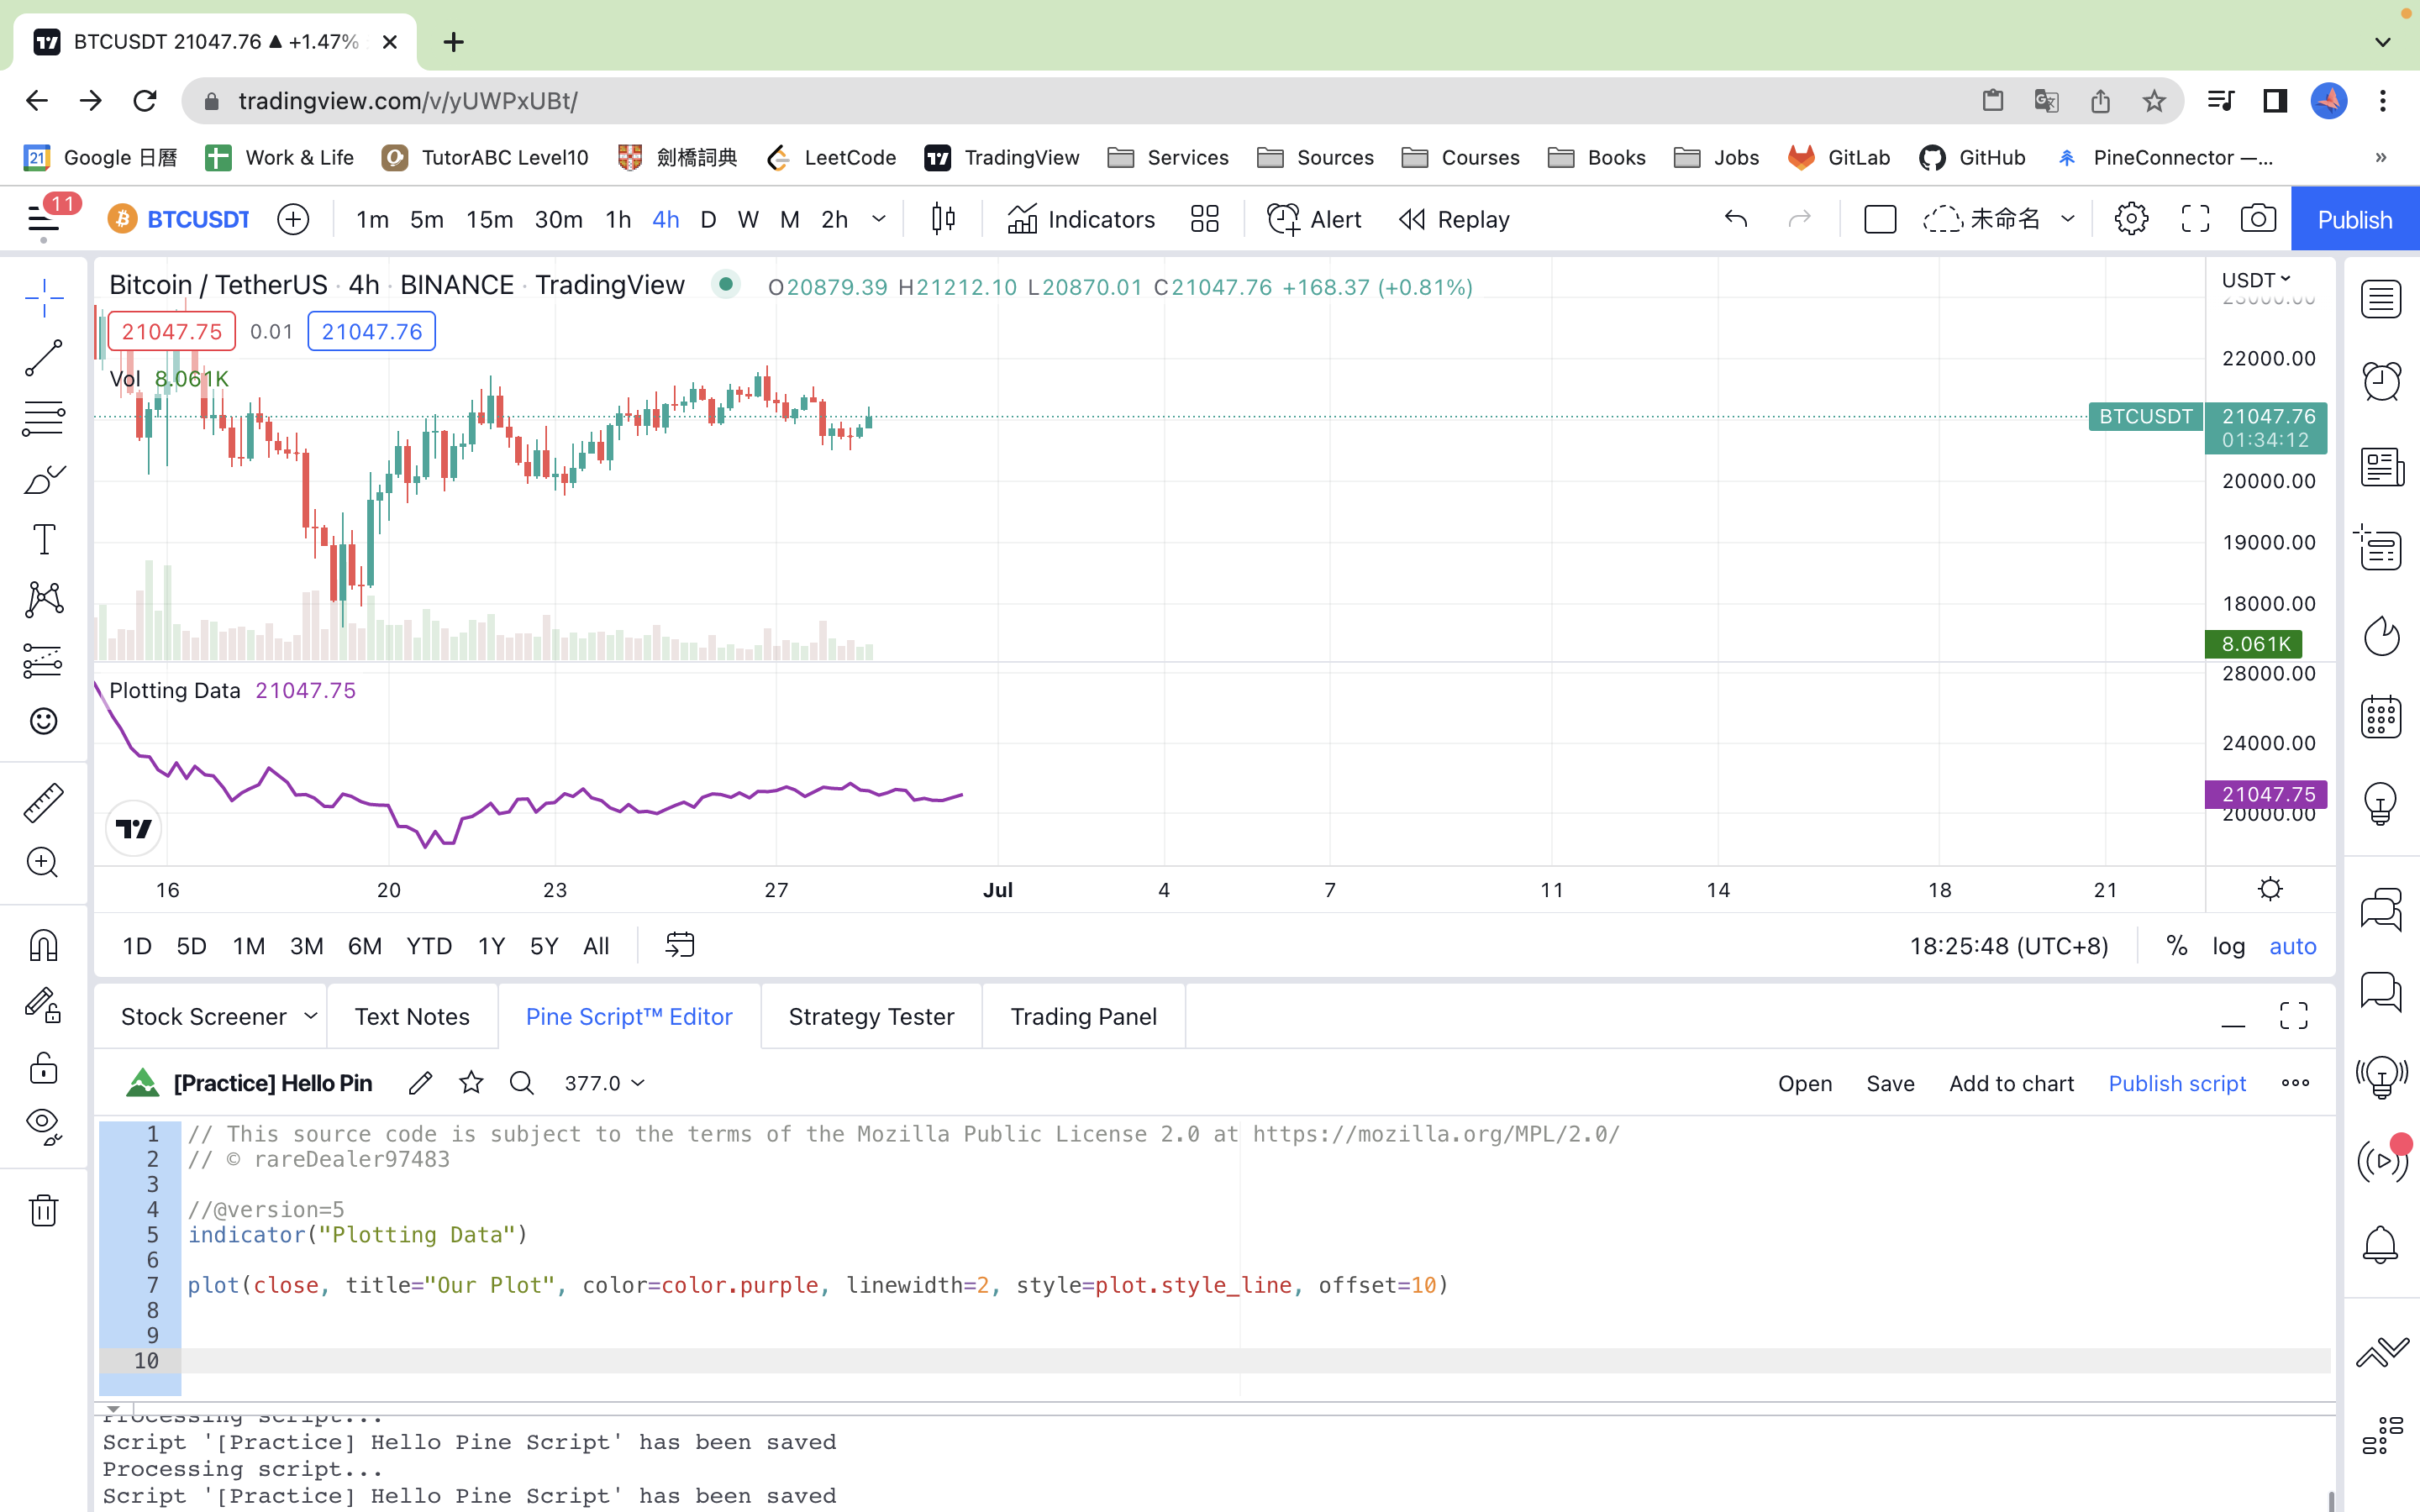 BTCUSDT 21047.76 ▲ +1.47%
tradingview.com/v/yUWPxUBt/
Google 日曆 Work & Life TutorABC Level10 劍橋詞典 LeetCode TradingView Services Sources Courses Books Jobs GitLab GitHub PineConnector —... »
11
BTCUSDT 1m 5m 15m 30m 1h 4h D W M 2h Indicators Alert Replay 未命名 Publish
Bitcoin / TetherUS · 4h · BINANCE · TradingView O20879.39 H21212.10 L20870.01 C21047.76 +168.37 (+0.81%)
USDT
23000.00
21047.75 0.01 21047.76
22000.00
Vol 8.061K
BTCUSDT 21047.76
01:34:12
20000.00
19000.00
18000.00
8.061K
28000.00
Plotting Data 21047.75
24000.00
21047.75
20000.00
16 20 23 27 Jul 4 7 11 14 18 21
1D 5D 1M 3M 6M YTD 1Y 5Y All 18:25:48 (UTC+8) % log auto
Stock Screener Text Notes Pine Script™ Editor Strategy Tester Trading Panel
[Practice] Hello Pin 377.0 Open Save Add to chart Publish script
1 // This source code is subject to the terms of the Mozilla Public License 2.0 at https://mozilla.org/MPL/2.0/
2 // © rareDealer97483
3
4 //@version=5
5 indicator("Plotting Data")
6
7 plot(close, title="Our Plot", color=color.purple, linewidth=2, style=plot.style_line, offset=10)
8
9
10
Processing script...
Script '[Practice] Hello Pine Script' has been saved
Processing script...
Script '[Practice] Hello Pine Script' has been saved